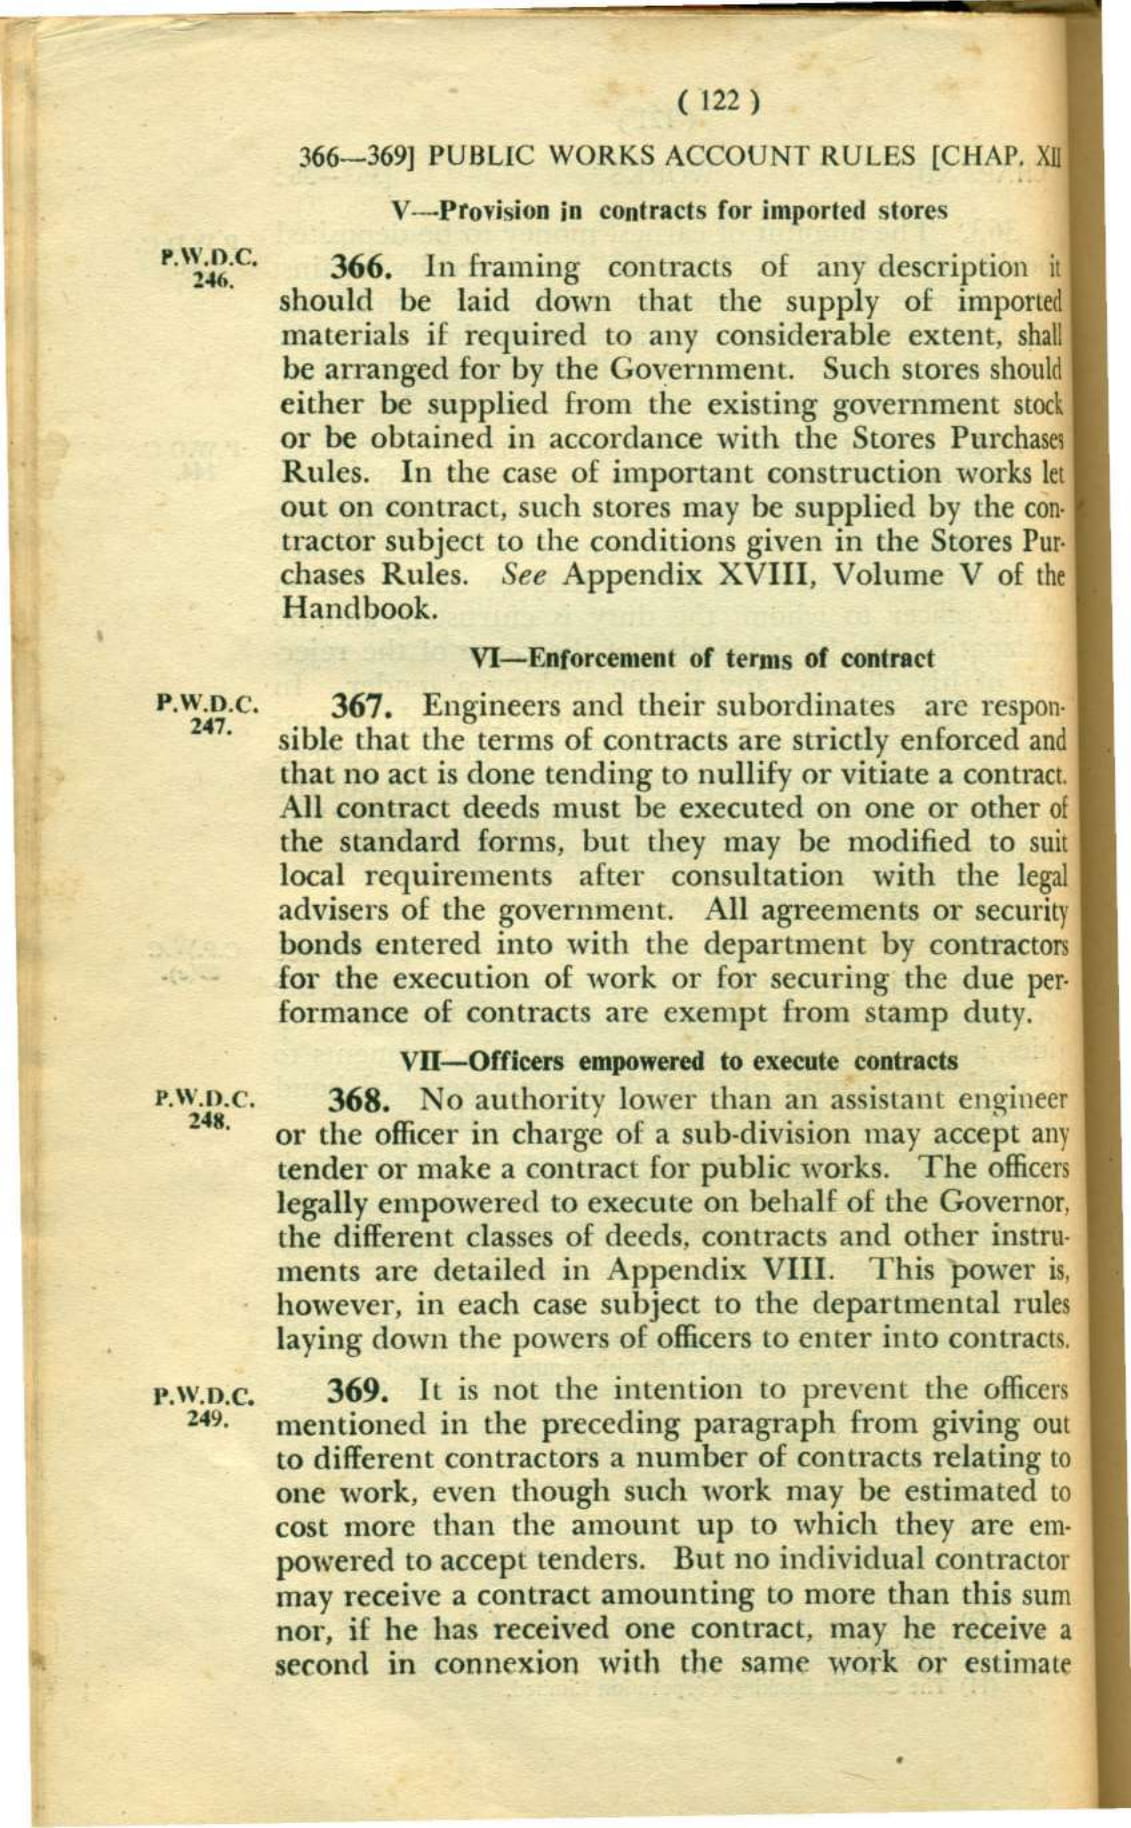 ( 122 )
366—369] PUBLIC WORKS ACCOUNT RULES [CHAP. XII
V—Provision in contracts for imported stores
P.W.D.C.
246.
366. In framing contracts of any description it
should be laid down that the supply of imported
materials if required to any considerable extent, shall
be arranged for by the Government. Such stores should
either be supplied from the existing government stock
or be obtained in accordance with the Stores Purchases
Rules. In the case of important construction works let
out on contract, such stores may be supplied by the con-
tractor subject to the conditions given in the Stores Pur-
chases Rules. See Appendix XVIII, Volume V of the
Handbook.
VI—Enforcement of terms of contract
P.W.D.C.
247.
367. Engineers and their subordinates are respon-
sible that the terms of contracts are strictly enforced and
that no act is done tending to nullify or vitiate a contract.
All contract deeds must be executed on one or other of
the standard forms, but they may be modified to suit
local requirements after consultation with the legal
advisers of the government. All agreements or security
bonds entered into with the department by contractors
for the execution of work or for securing the due per-
formance of contracts are exempt from stamp duty.
VII—Officers empowered to execute contracts
P.W.D.C.
248.
368. No authority lower than an assistant engineer
or the officer in charge of a sub-division may accept any
tender or make a contract for public works. The officers
legally empowered to execute on behalf of the Governor,
the different classes of deeds, contracts and other instru-
ments are detailed in Appendix VIII. This power is,
however, in each case subject to the departmental rules
laying down the powers of officers to enter into contracts.
P.W.D.C.
249.
369. It is not the intention to prevent the officers
mentioned in the preceding paragraph from giving out
to different contractors a number of contracts relating to
one work, even though such work may be estimated to
cost more than the amount up to which they are em-
powered to accept tenders. But no individual contractor
may receive a contract amounting to more than this sum
nor, if he has received one contract, may he receive a
second in connexion with the same work or estimate